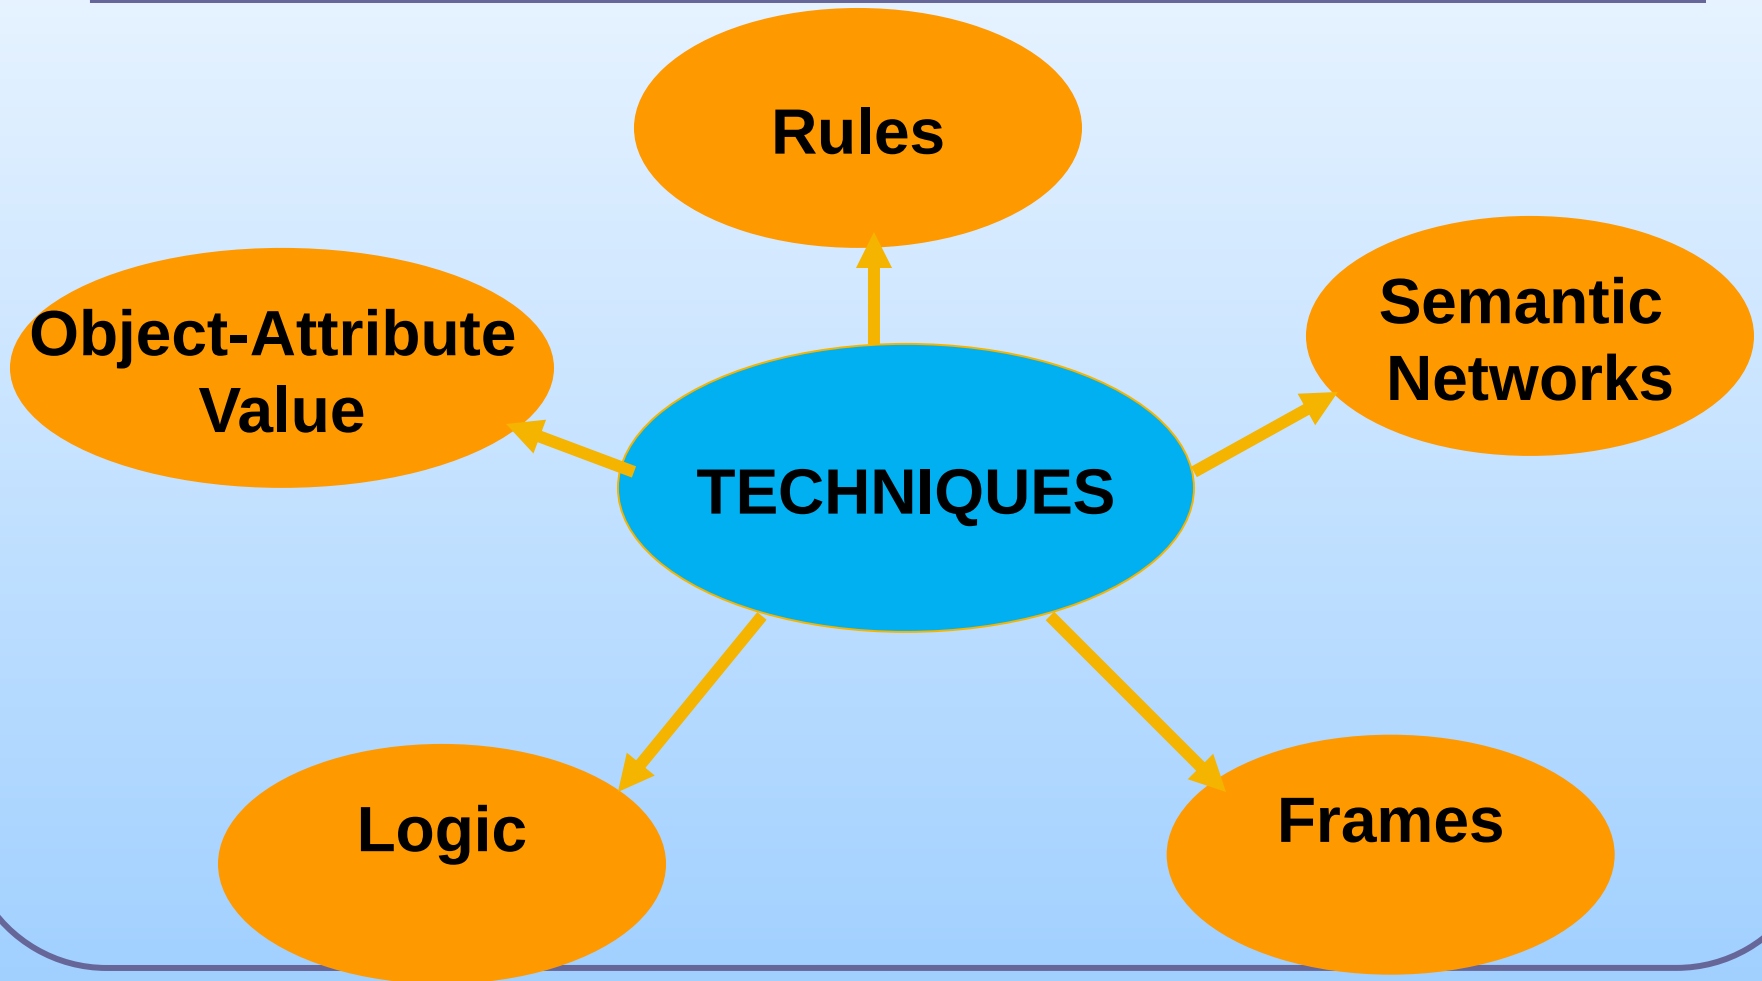 Rules
Semantic
Networks
Object-Attribute
Value
TECHNIQUES
Logic
Frames